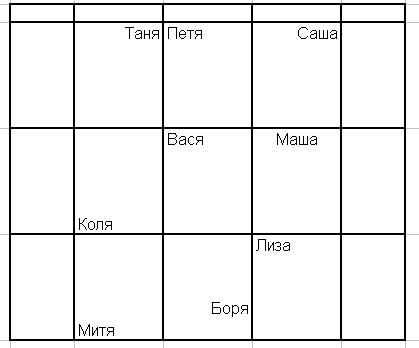 Таня Петя Саша
Вася Маша
Коля
Лиза
Боря
Митя